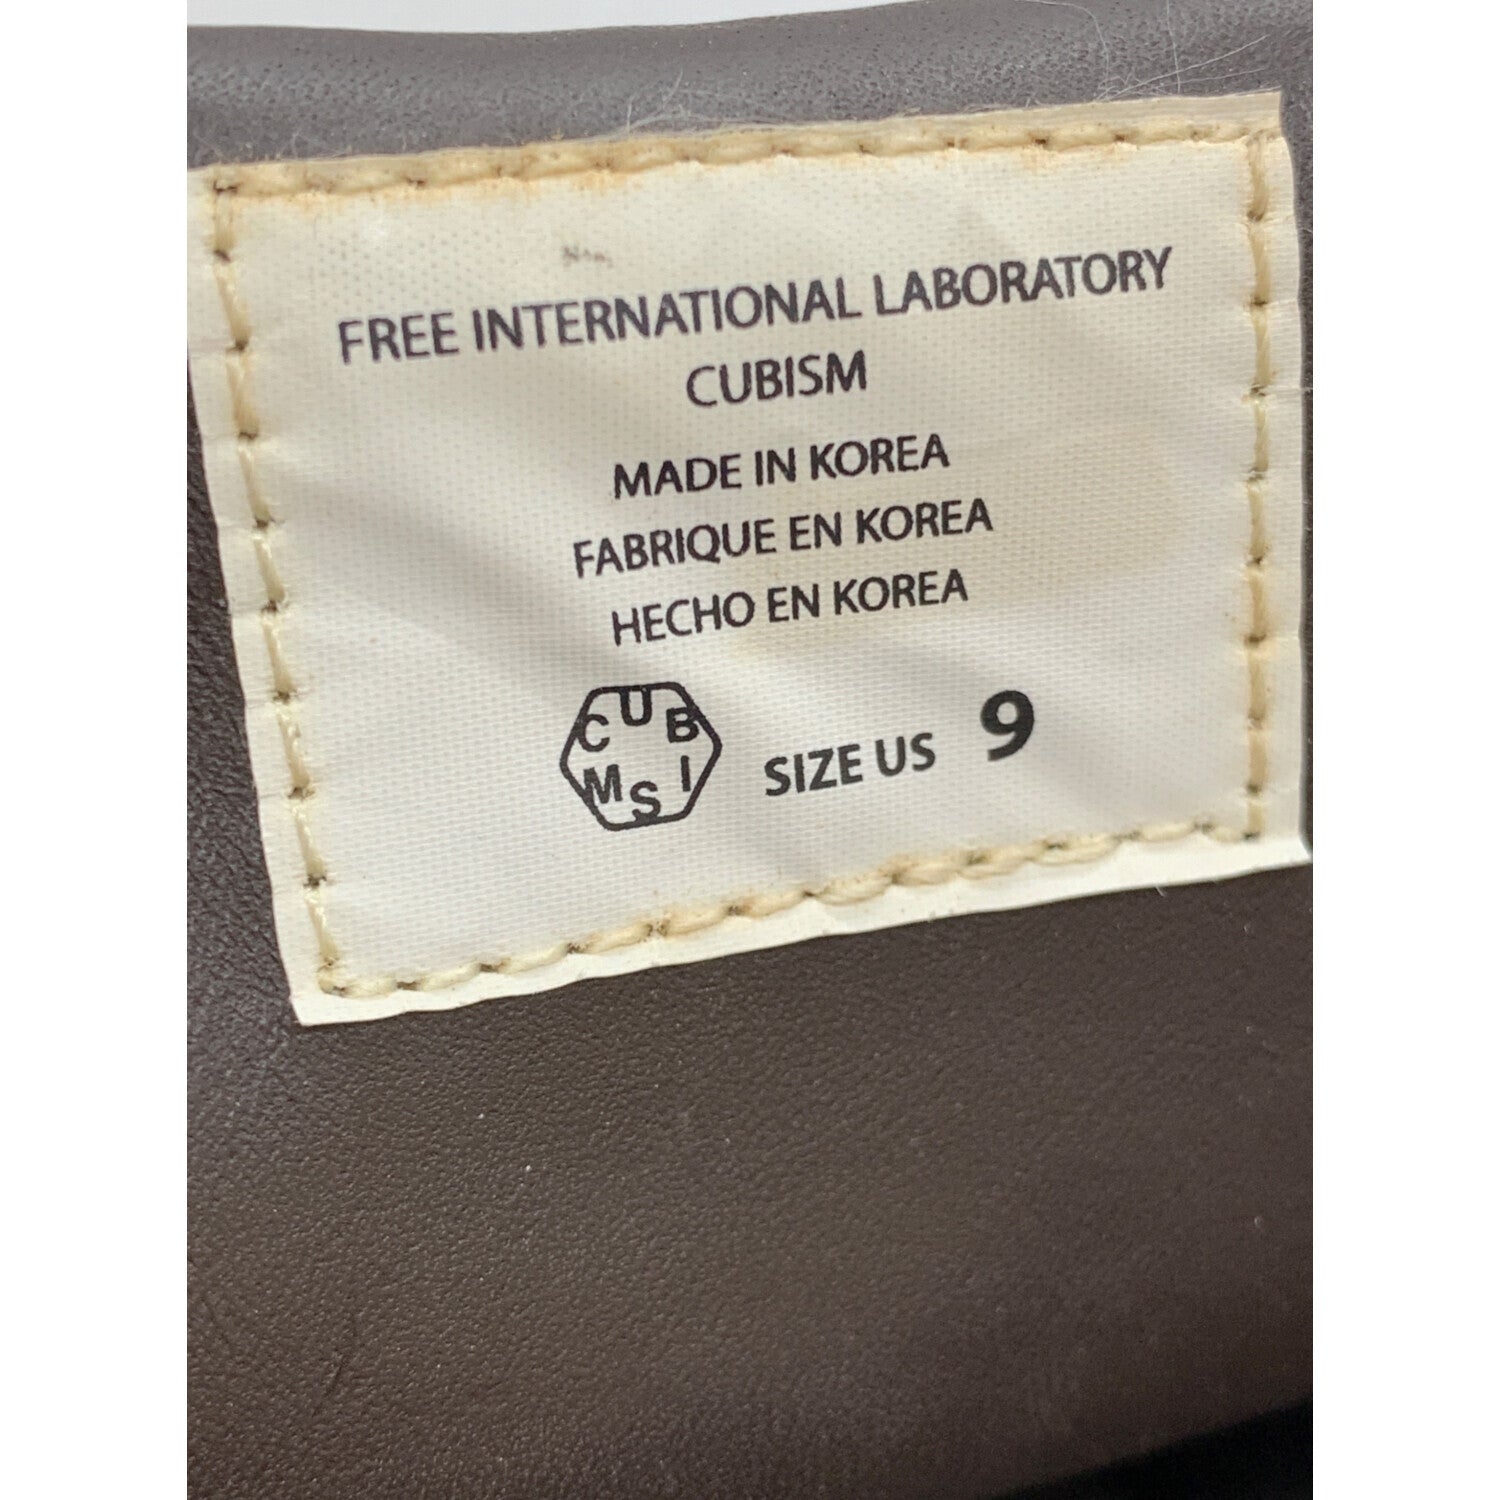 FREE INTERNATIONAL LABORATORY
CUBISM
MADE IN KOREA
FABRIQUE EN KOREA
HECHO EN KOREA
CUBISM
SIZE US 9